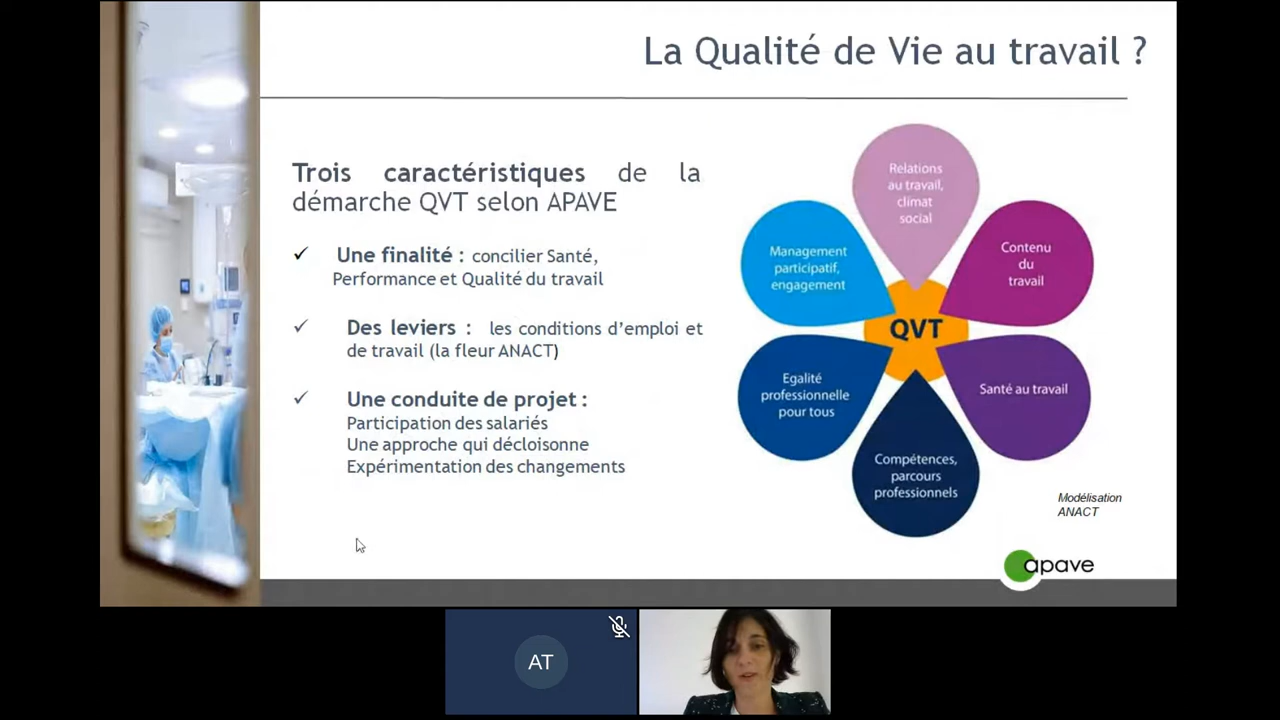 La Qualité de Vie au travail ?
Trois caractéristiques de la
démarche QVT selon APAVE
Une finalité : concilier Santé,
Performance et Qualité du travail
Des leviers : les conditions d’emploi et
de travail (la fleur ANACT)
Une conduite de projet :
Participation des salariés
Une approche qui décloisonne
Expérimentation des changements
Relations
au travail,
climat
social
Management
participatif,
engagement
Contenu
du
travail
QVT
Egalité
professionnelle
pour tous
Santé au travail
Compétences,
parcours
professionnels
Modélisation
ANACT
apave
AT